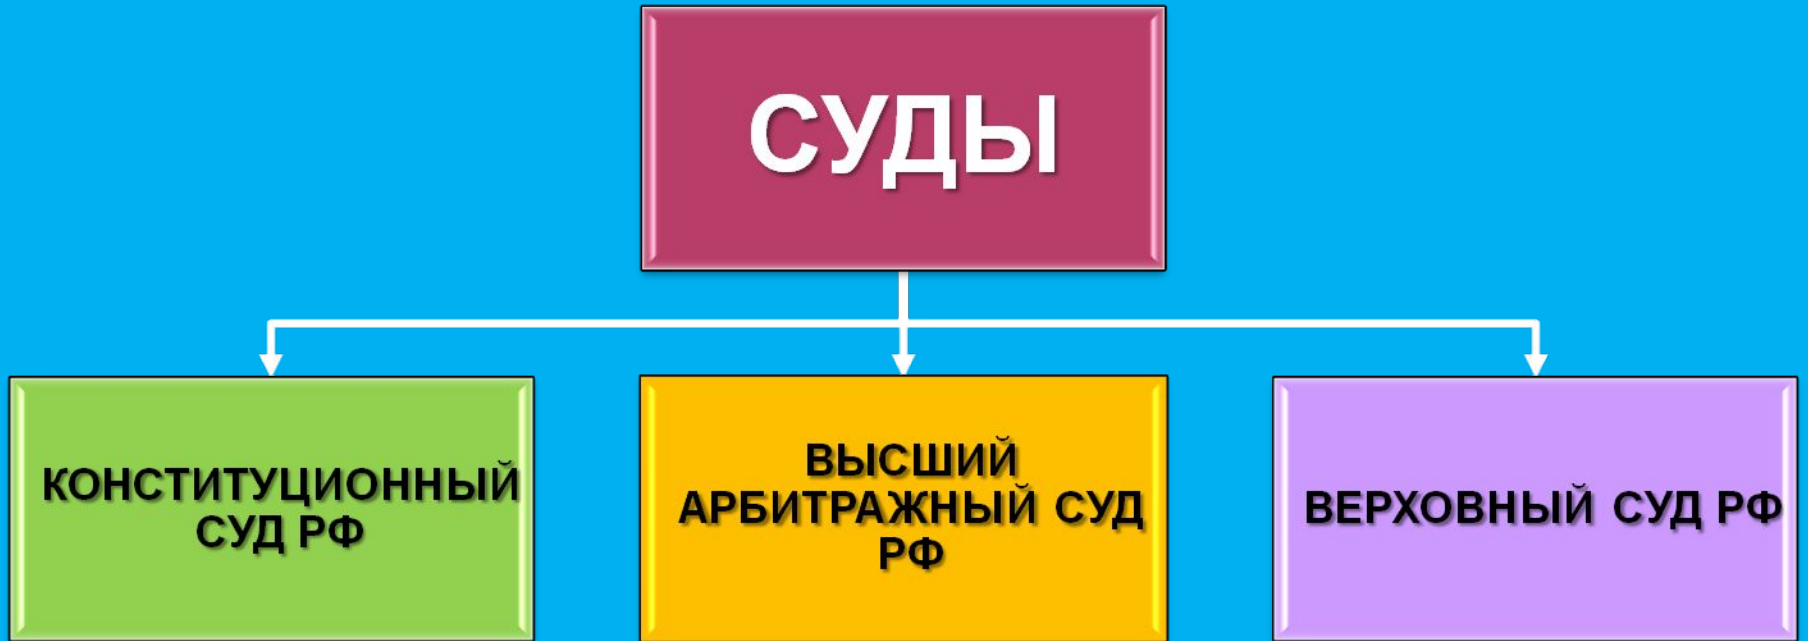 СУДЫ
КОНСТИТУЦИОННЫЙ
СУД РФ
ВЫСШИЙ
АРБИТРАЖНЫЙ СУД
РФ
ВЕРХОВНЫЙ СУД РФ